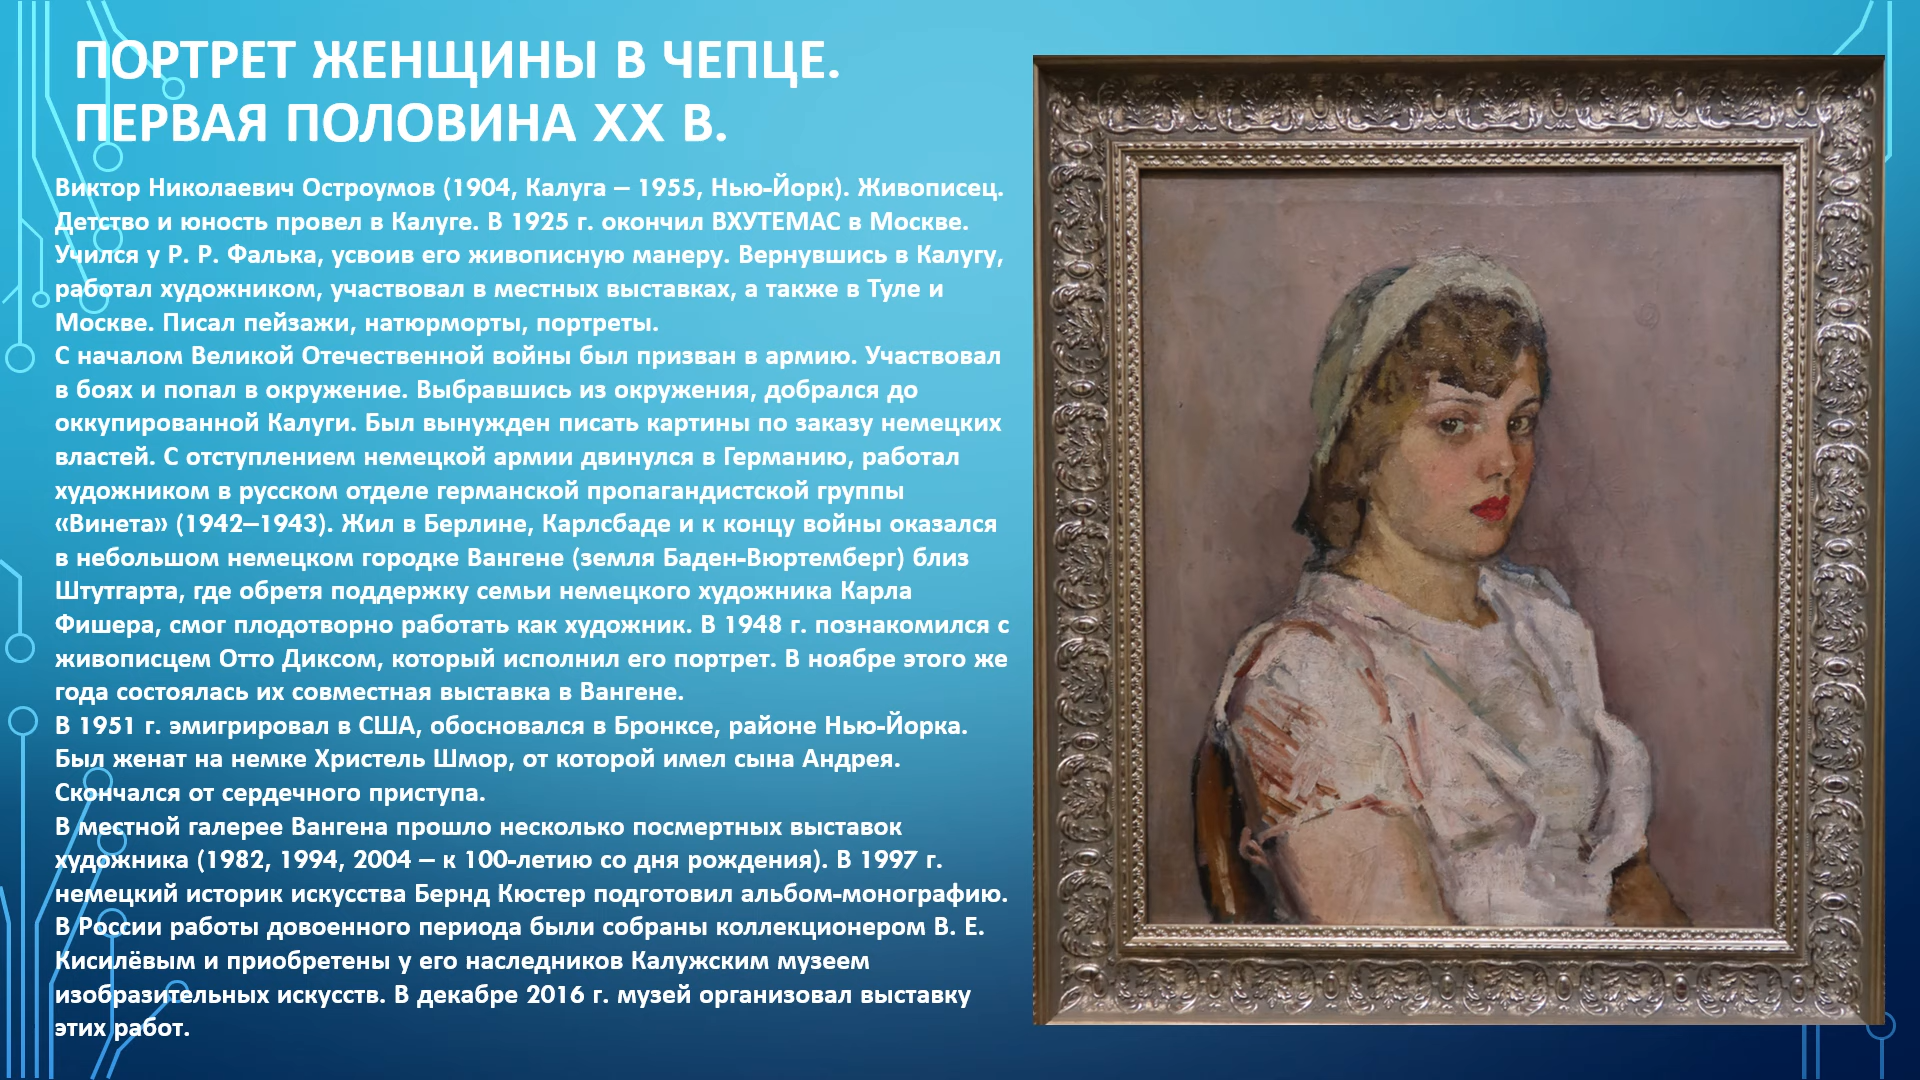 ПОРТРЕТ ЖЕНЩИНЫ В ЧЕПЦЕ.
ПЕРВАЯ ПОЛОВИНА XX В.
Виктор Николаевич Остроумов (1904, Калуга – 1955, Нью-Йорк). Живописец.
Детство и юность провел в Калуге. В 1925 г. окончил ВХУТЕМАС в Москве.
Учился у Р. Р. Фалька, усвоив его живописную манеру. Вернувшись в Калугу,
работал художником, участвовал в местных выставках, а также в Туле и
Москве. Писал пейзажи, натюрморты, портреты.
С началом Великой Отечественной войны был призван в армию. Участвовал
в боях и попал в окружение. Выбравшись из окружения, добрался до
оккупированной Калуги. Был вынужден писать картины по заказу немецких
властей. С отступлением немецкой армии двинулся в Германию, работал
художником в русском отделе германской пропагандистской группы
«Винета» (1942–1943). Жил в Берлине, Карлсбаде и к концу войны оказался
в небольшом немецком городке Вангене (земля Баден-Вюртемберг) близ
Штутгарта, где обретя поддержку семьи немецкого художника Карла
Фишера, смог плодотворно работать как художник. В 1948 г. познакомился с
живописцем Отто Диксом, который исполнил его портрет. В ноябре этого же
года состоялась их совместная выставка в Вангене.
В 1951 г. эмигрировал в США, обосновался в Бронксе, районе Нью-Йорка.
Был женат на немке Христель Шмор, от которой имел сына Андрея.
Скончался от сердечного приступа.
В местной галерее Вангена прошло несколько посмертных выставок
художника (1982, 1994, 2004 – к 100-летию со дня рождения). В 1997 г.
немецкий историк искусства Бернд Кюстер подготовил альбом-монографию.
В России работы довоенного периода были собраны коллекционером В. Е.
Кисилёвым и приобретены у его наследников Калужским музеем
изобразительных искусств. В декабре 2016 г. музей организовал выставку
этих работ.